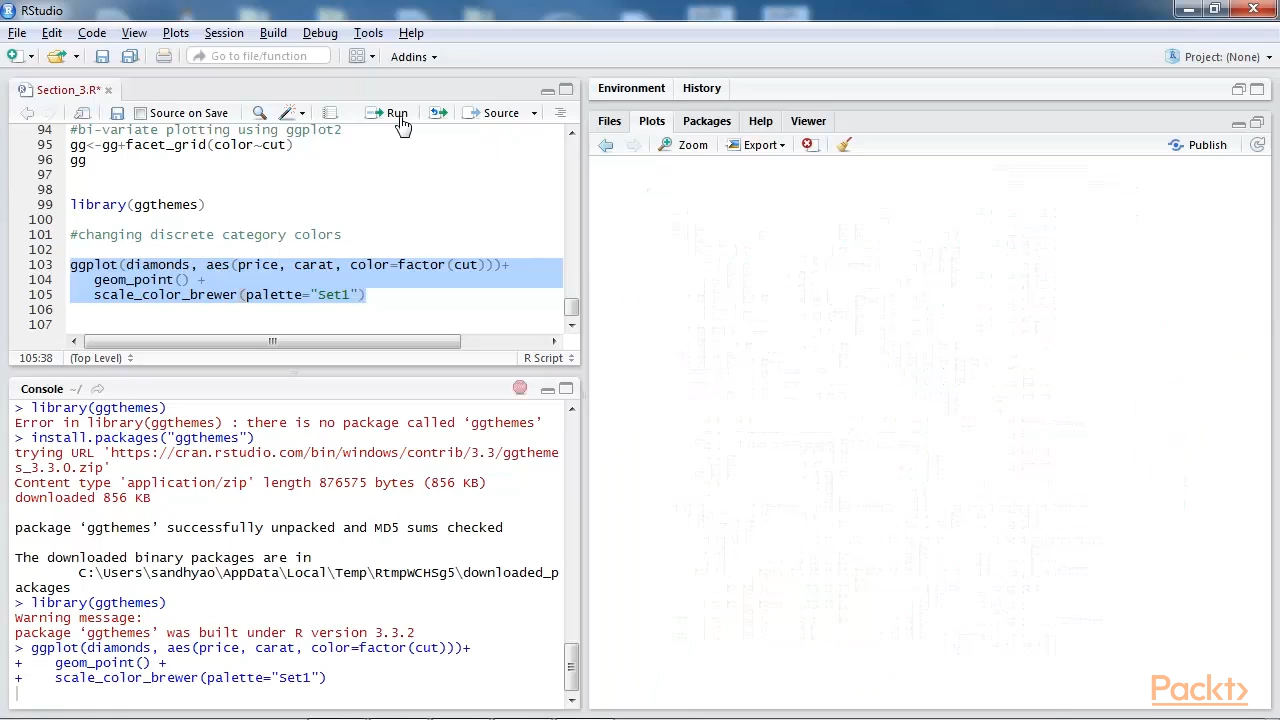 RStudio
File Edit Code View Plots Session Build Debug Tools Help
Go to file/function Addins Project: (None)
Section_3.R*
Source on Save Run Source
94 #bi-variate plotting using ggplot2
95 gg<-gg+facet_grid(color~cut)
96 gg
97
98
99 library(ggthemes)
100
101 #changing discrete category colors
102
103 ggplot(diamonds, aes(price, carat, color=factor(cut)))+
104 geom_point() +
105 scale_color_brewer(palette="Set1")
106
107
105:38 (Top Level) R Script
Console ~/
> library(ggthemes)
Error in library(ggthemes) : there is no package called ‘ggthemes’
> install.packages("ggthemes")
trying URL 'https://cran.rstudio.com/bin/windows/contrib/3.3/ggtheme
s_3.3.0.zip'
Content type 'application/zip' length 876575 bytes (856 KB)
downloaded 856 KB
package ‘ggthemes’ successfully unpacked and MD5 sums checked
The downloaded binary packages are in
C:\Users\sandhyao\AppData\Local\Temp\RtmpWCHSg5\downloaded_p
ackages
> library(ggthemes)
Warning message:
package ‘ggthemes’ was built under R version 3.3.2
> ggplot(diamonds, aes(price, carat, color=factor(cut)))+
+ geom_point() +
+ scale_color_brewer(palette="Set1")
Environment History
Files Plots Packages Help Viewer
Zoom Export Publish
Packt>